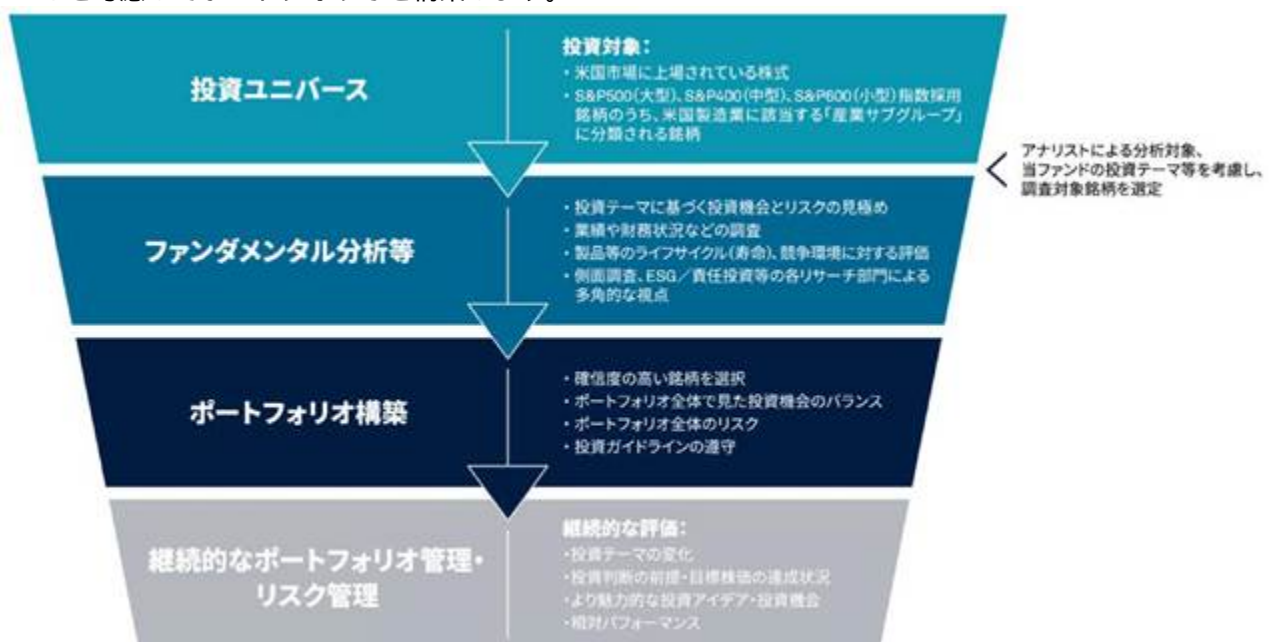 投資ユニバース
投資対象：
・米国市場に上場されている株式
・S&P500（大型）、S&P400（中型）、S&P600（小型）指数採用
銘柄のうち、米国製造業に該当する「産業サブグループ」
に分類される銘柄
アナリストによる分析対象、
当ファンドの投資テーマ等を考慮し、
調査対象銘柄を選定
ファンダメンタル分析等
・投資テーマに基づく投資機会とリスクの見極め
・業績や財務状況などの調査
・製品等のライフサイクル（寿命）、競争環境に対する評価
・側面調査、ESG／責任投資等の各リサーチ部門による
多角的な視点
ポートフォリオ構築
・確信度の高い銘柄を選択
・ポートフォリオ全体で見た投資機会のバランス
・ポートフォリオ全体のリスク
・投資ガイドラインの遵守
継続的なポートフォリオ管理・
リスク管理
継続的な評価：
・投資テーマの変化
・投資判断の前提・目標株価の達成状況
・より魅力的な投資アイデア・投資機会
・相対パフォーマンス